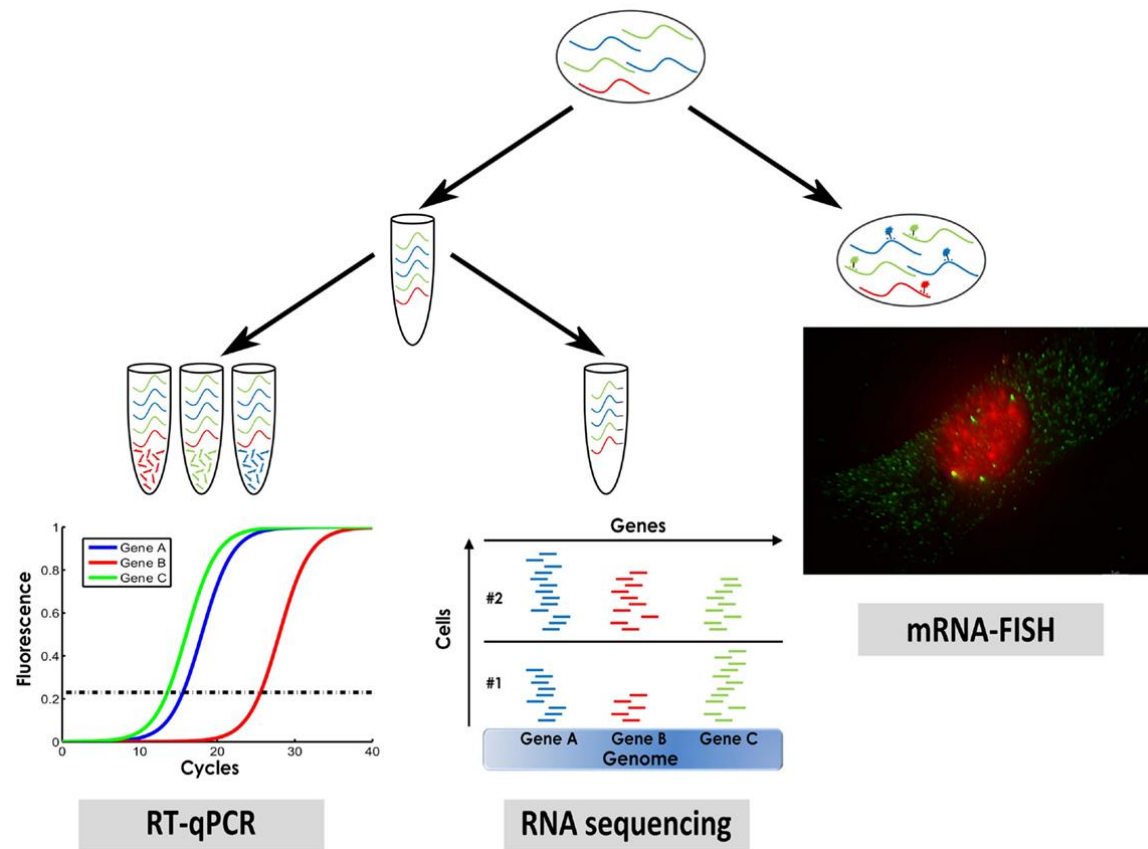 1
0.8
0.6
0.4
0.2
0
0
10
20
30
40
Fluorescence
Cycles
Gene A
Gene B
Gene C
RT-qPCR
Genes
Cells
#2
#1
Gene A
Gene B
Gene C
Genome
RNA sequencing
mRNA-FISH